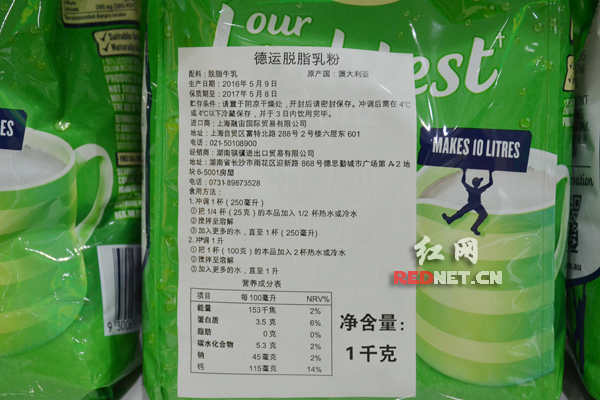 our
est
MAKES 10 LITRES
德运脱脂乳粉
配料：脱脂牛乳 原产国：澳大利亚
生产日期：2016年5月9日
保质期至：2017年5月8日
贮存条件：请置于阴凉干燥处，开封后请密封保存。冲调后需在4℃
或4℃以下冷藏保存，并于3日内饮用完毕。
进口商：上海融宙国际贸易有限公司
地址：上海自贸区富特北路288号2号楼六层东601
电话：021-50108900
经销商：湖南骐骥进出口贸易有限公司
地址：湖南省长沙市雨花区迎新路868号德思勤城市广场第A-2地
块6-5001房屋
电话：0731-89873528
食用方法：
1.冲调1杯（250毫升）
①把1/4杯（25克）的本品加入1/2杯热水或冷水
②搅拌至溶解
③加入更多的水，直至1杯（250毫升）
2.冲调1升
①把1杯（100克）的本品加入2杯热水或冷水
②搅拌至溶解
③加入更多的水，直至1升
营养成分表
项目 每100毫升 NRV%
能量 153千焦 2%
蛋白质 3.5克 6%
脂肪 0克 0%
碳水化合物 5.3克 2%
钠 45毫克 2%
钙 115毫克 14%
净含量：
1千克
红网
REDNET.CN